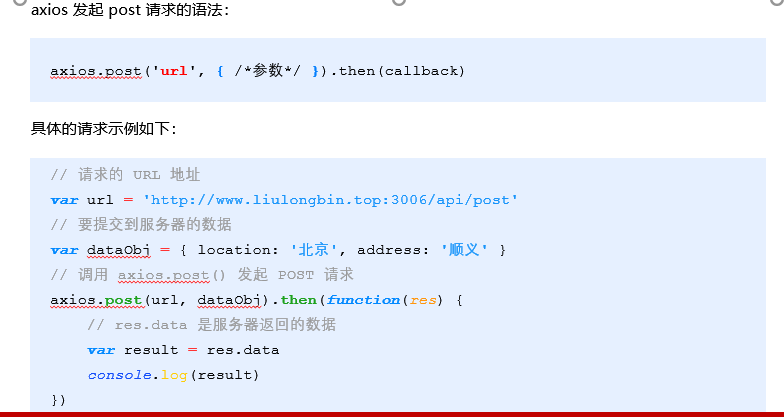 axios 发起 post 请求的语法：
axios.post('url', { /*参数*/ }).then(callback)
具体的请求示例如下：
// 请求的 URL 地址
var url = 'http://www.liulongbin.top:3006/api/post'
// 要提交到服务器的数据
var dataObj = { location: '北京', address: '顺义' }
// 调用 axios.post() 发起 POST 请求
axios.post(url, dataObj).then(function(res) {
// res.data 是服务器返回的数据
var result = res.data
console.log(result)
})